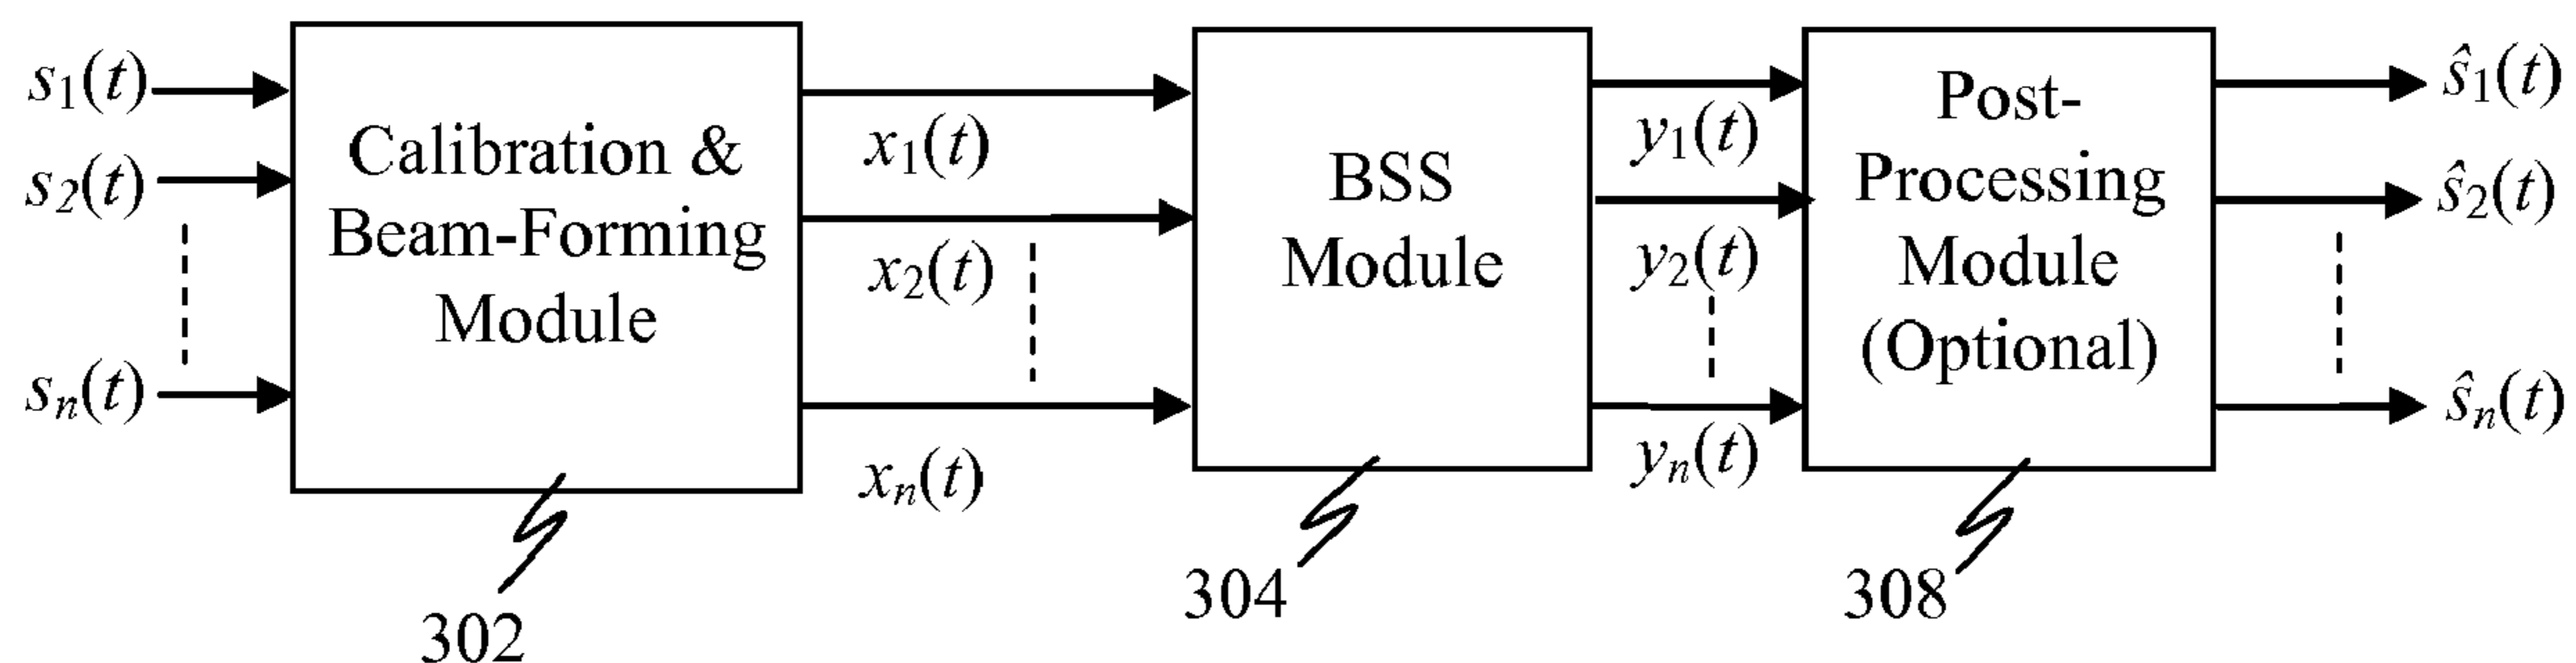 s1(t)
s2(t)
sn(t)
Calibration &
Beam-Forming
Module
302
x1(t)
x2(t)
xn(t)
BSS
Module
304
y1(t)
y2(t)
yn(t)
Post-
Processing
Module
(Optional)
308
ŝ1(t)
ŝ2(t)
ŝn(t)